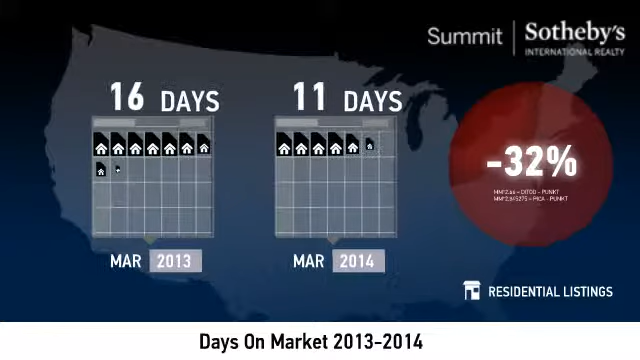 Summit | Sotheby's
INTERNATIONAL REALTY
16 DAYS
11 DAYS
-32%
MAR 2013
MAR 2014
RESIDENTIAL LISTINGS
Days On Market 2013-2014